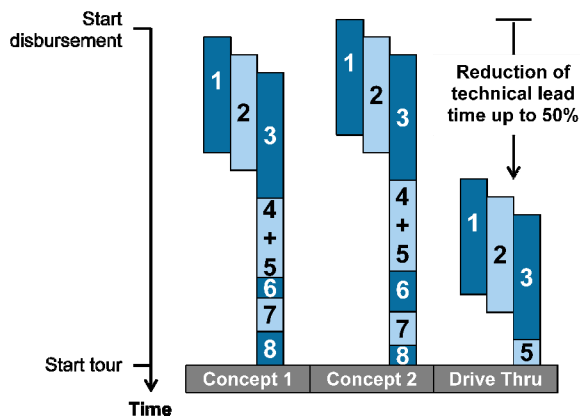 Start
disbursement
Start tour
Time
1
2
3
4
+
5
6
7
8
Concept 1
1
2
3
4
+
5
6
7
8
Concept 2
Reduction of
technical lead
time up to 50%
1
2
3
5
Drive Thru